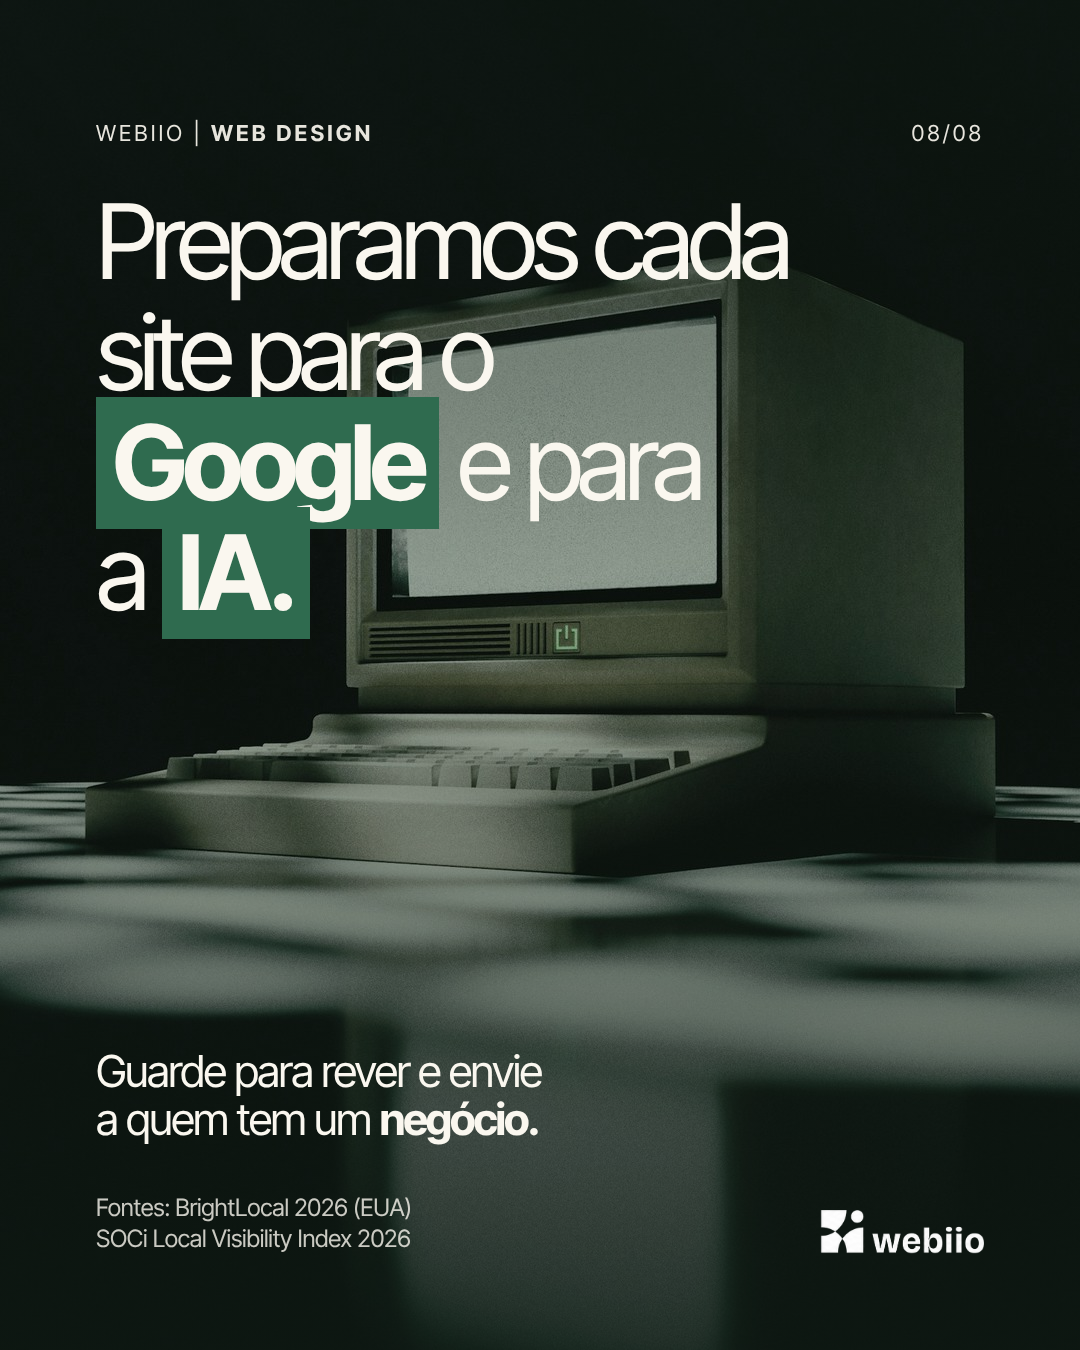 WEBIIO | WEB DESIGN
08/08
Preparamos cada
site para o
Google e para
a IA.
Guarde para rever e envie
a quem tem um negócio.
Fontes: BrightLocal 2026 (EUA)
SOCi Local Visibility Index 2026
webiio